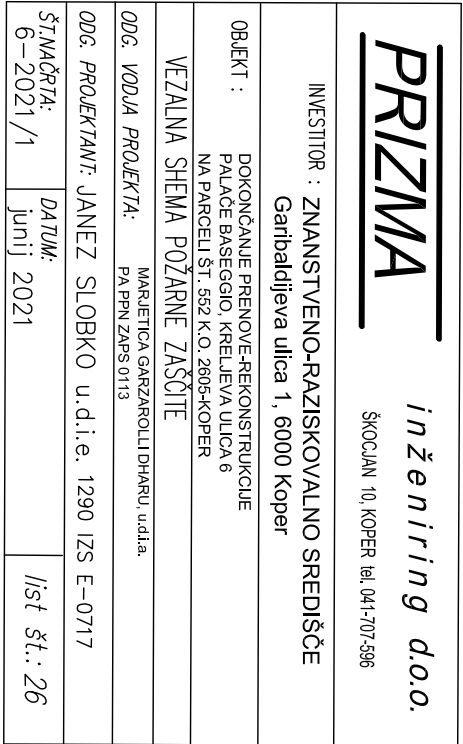 PRIZMA inženiring d.o.o.
ŠKOCJAN 10, KOPER tel. 041-707-596
INVESTITOR : ZNANSTVENO-RAZISKOVALNO SREDIŠČE
Garibaldijeva ulica 1, 6000 Koper
OBJEKT :
DOKONČANJE PRENOVE-REKONSTRUKCIJE
PALAČE BASEGGIO, KRELJEVA ULICA 6
NA PARCELI ŠT. 552 K.O. 2605-KOPER
VEZALNA SHEMA POŽARNE ZAŠČITE
ODG. VODJA PROJEKTA:
MARJETICA GARZAROLLI DHARU, u.d.i.a.
PA PPN ZAPS 0113
ODG. PROJEKTANT: JANEZ SLOBKO u.d.i.e. 1290 IZS E-0717
ŠT.NAČRTA:
6-2021/1
DATUM:
junij 2021
list št.: 26